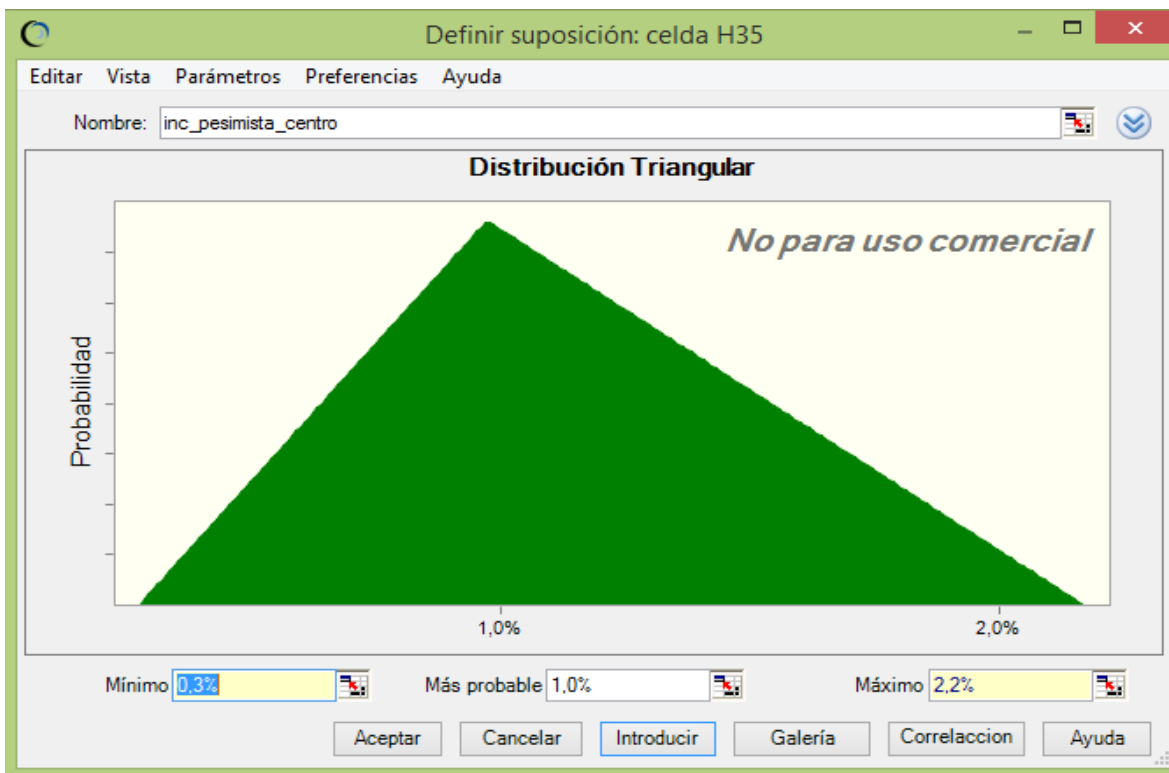 Definir suposición: celda H35
Editar Vista Parámetros Preferencias Ayuda
Nombre: inc_pesimista_centro
Distribución Triangular
No para uso comercial
Probabilidad
1,0% 2,0%
Mínimo 0,3% Más probable 1,0% Máximo 2,2%
Aceptar Cancelar Introducir Galería Correlaccion Ayuda